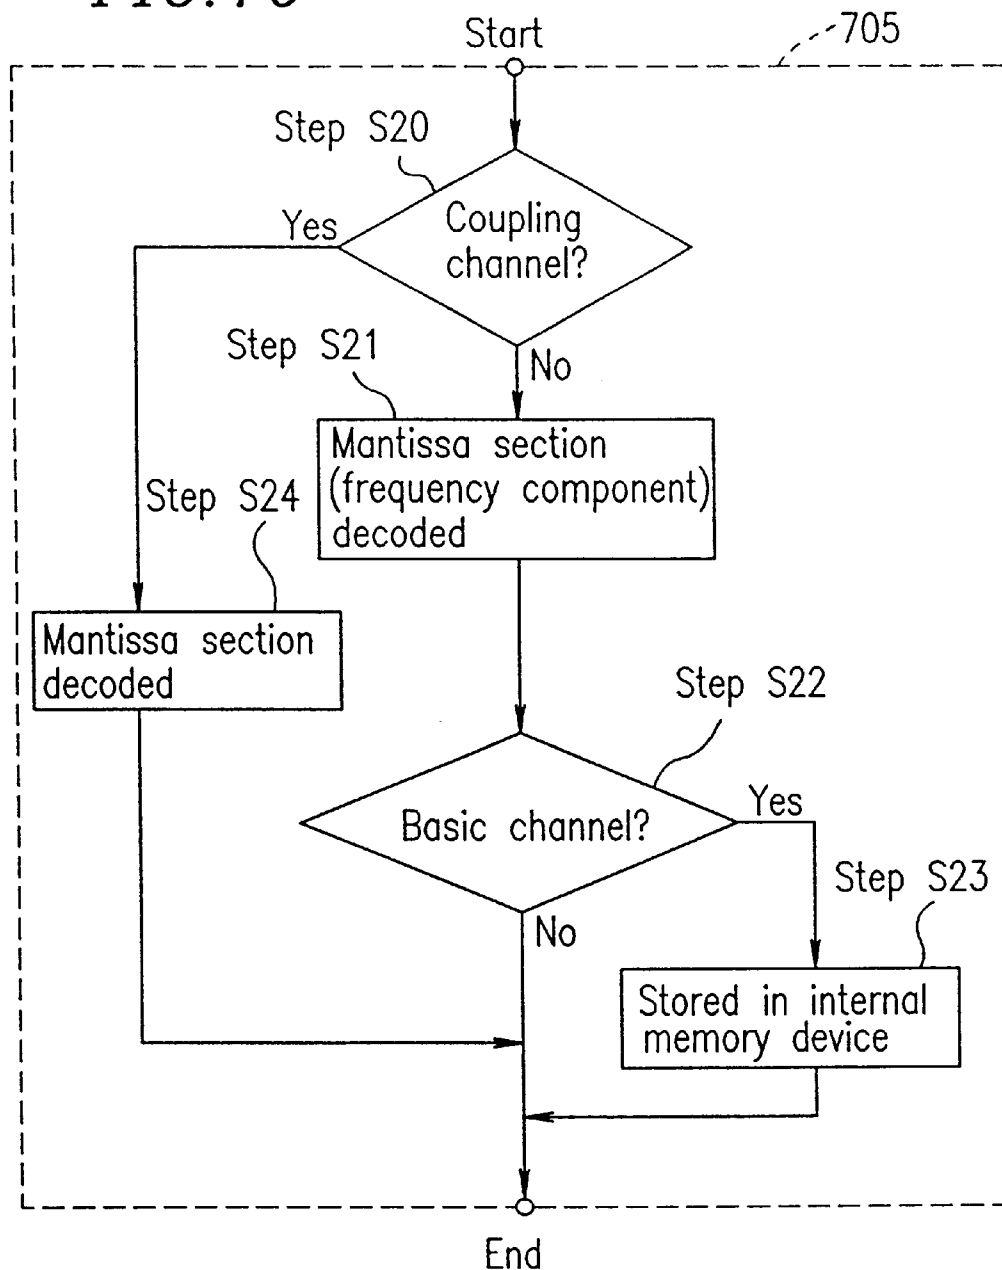 Start
705
Step S20
Coupling
channel?
Yes
Step S21
No
Mantissa section
(frequency component)
decoded
Step S24
Mantissa section
decoded
Step S22
Basic channel?
Yes
Step S23
No
Stored in internal
memory device
End